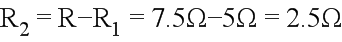 R₂ = R−R₁ = 7.5Ω−5Ω = 2.5Ω